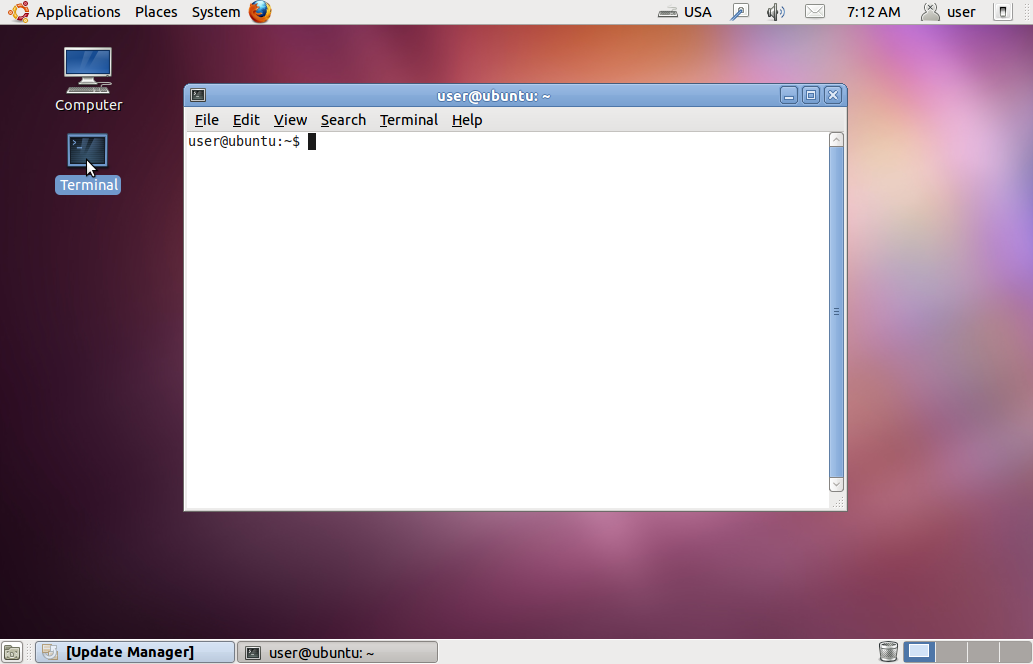 Applications Places System USA 7:12 AM user
Computer
Terminal
user@ubuntu: ~
File Edit View Search Terminal Help
user@ubuntu:~$
[Update Manager] user@ubuntu: ~